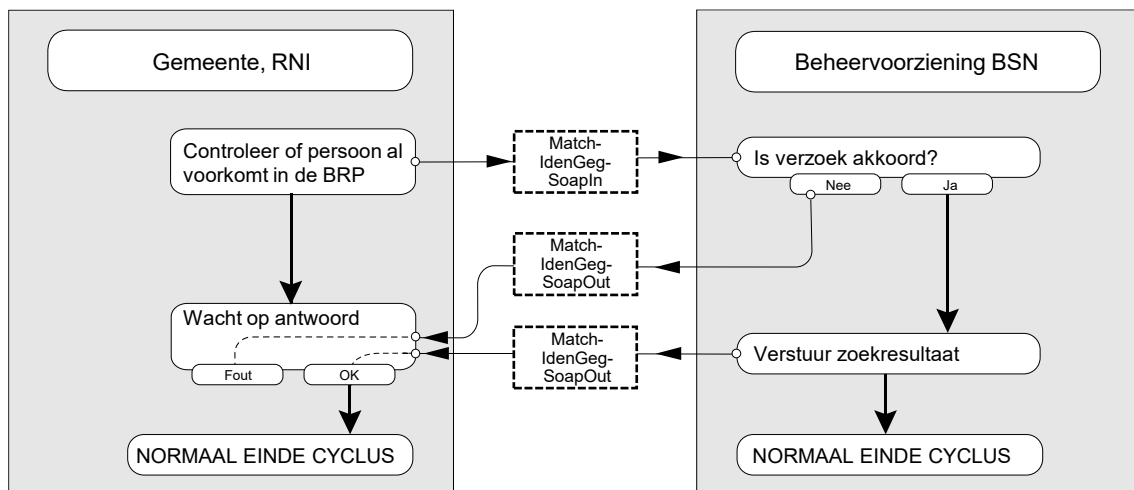 Gemeente, RNI
Beheervoorziening BSN
Controleer of persoon al
voorkomt in de BRP
Match-
IdenGeg-
SoapIn
Is verzoek akkoord?
Nee
Ja
Match-
IdenGeg-
SoapOut
Wacht op antwoord
Fout
OK
Match-
IdenGeg-
SoapOut
Verstuur zoekresultaat
NORMAAL EINDE CYCLUS
NORMAAL EINDE CYCLUS